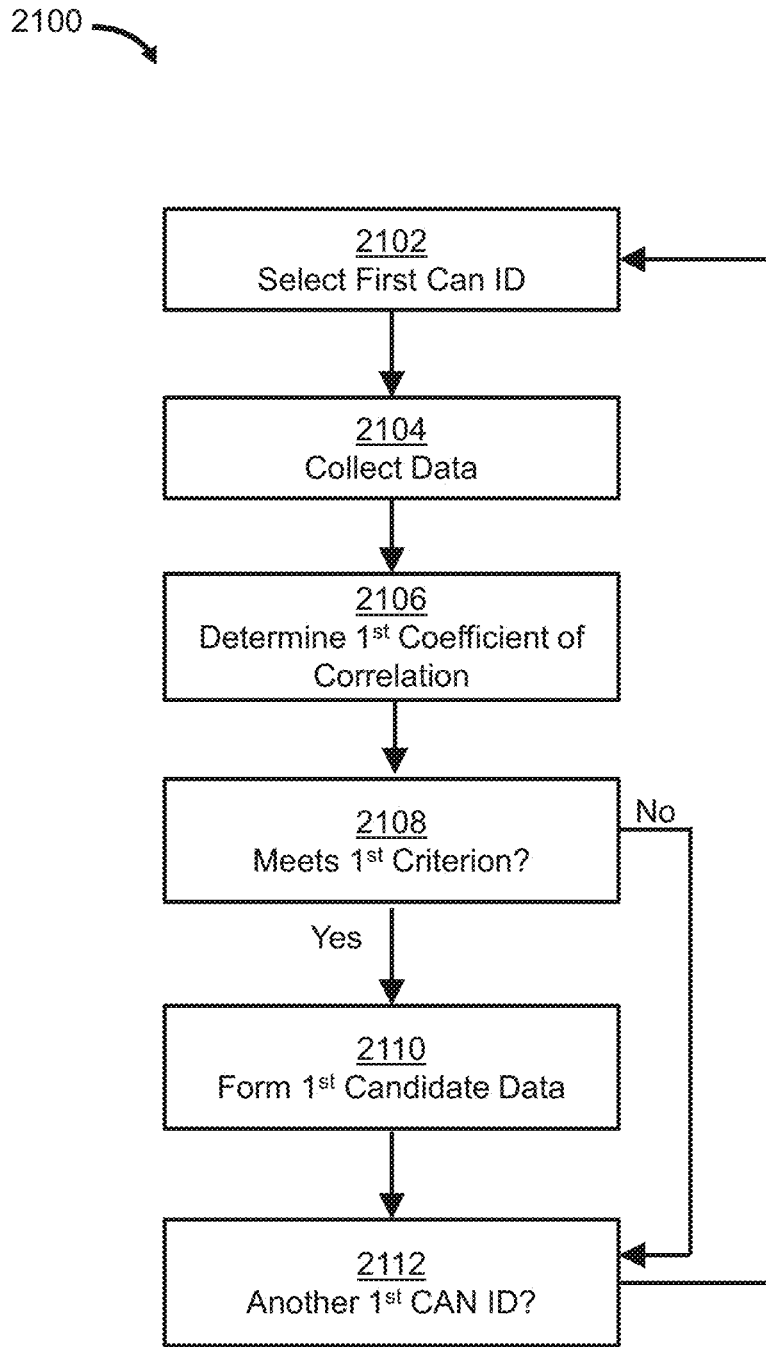 2100
2102
Select First Can ID
2104
Collect Data
2106
Determine 1st Coefficient of
Correlation
2108
Meets 1st Criterion?
No
Yes
2110
Form 1st Candidate Data
2112
Another 1st CAN ID?